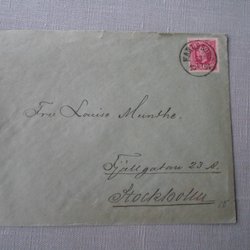 Fru Louise Munthe.
Fjällgatan 23 A.
Stockholm